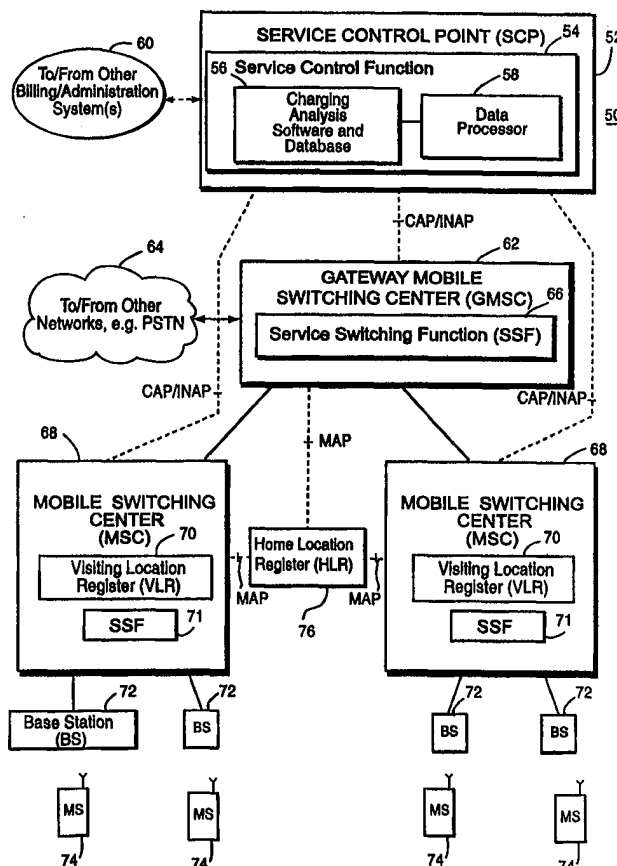 60
SERVICE CONTROL POINT (SCP)
52
54
To/From Other
Billing/Administration
System(s)
56
Service Control Function
58
Charging
Analysis
Software and
Database
Data
Processor
50
CAP/INAP
64
62
To/From Other
Networks, e.g. PSTN
GATEWAY MOBILE
SWITCHING CENTER (GMSC)
66
Service Switching Function (SSF)
CAP/INAP
CAP/INAP
MAP
68
68
MOBILE SWITCHING
CENTER
(MSC)
70
Visiting Location
Register (VLR)
SSF
71
MAP
Home Location
Register (HLR)
76
MAP
MOBILE SWITCHING
CENTER
(MSC)
70
Visiting Location
Register (VLR)
SSF
71
72
72
72
72
Base Station
(BS)
BS
BS
BS
MS
MS
MS
MS
74
74
74
74